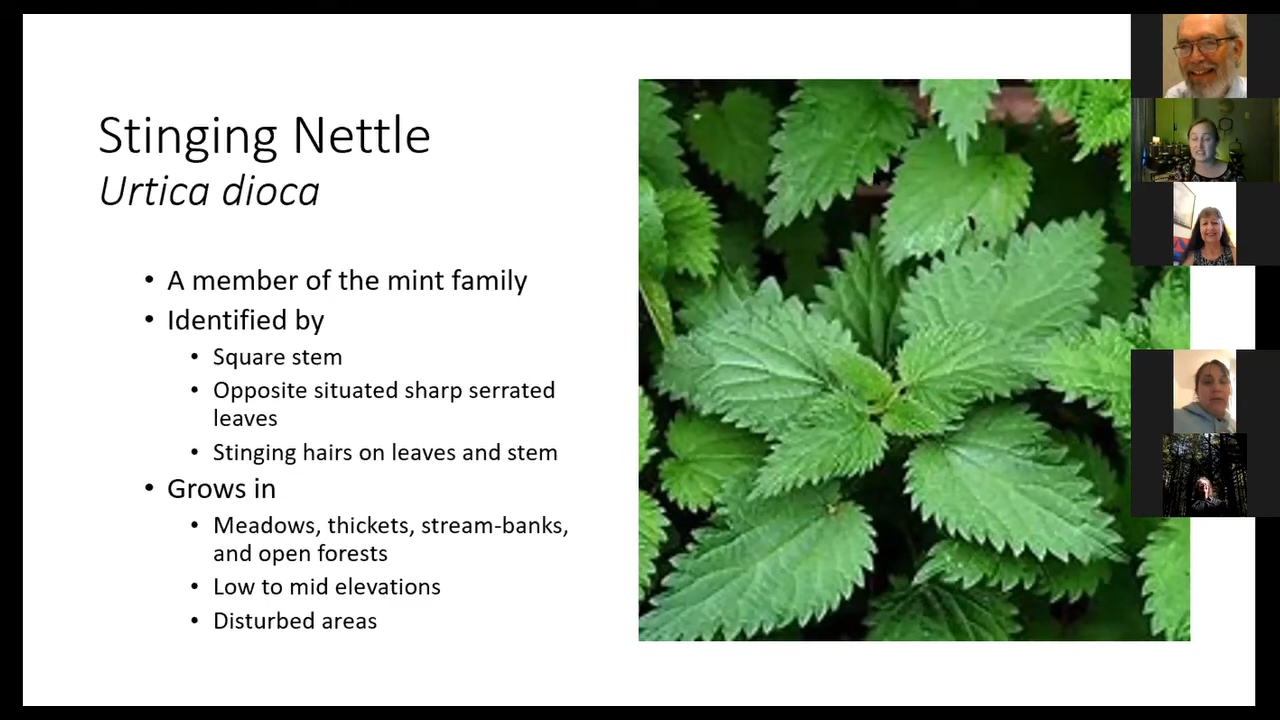 Stinging Nettle
Urtica dioca
• A member of the mint family
• Identified by
• Square stem
• Opposite situated sharp serrated
leaves
• Stinging hairs on leaves and stem
• Grows in
• Meadows, thickets, stream-banks,
and open forests
• Low to mid elevations
• Disturbed areas